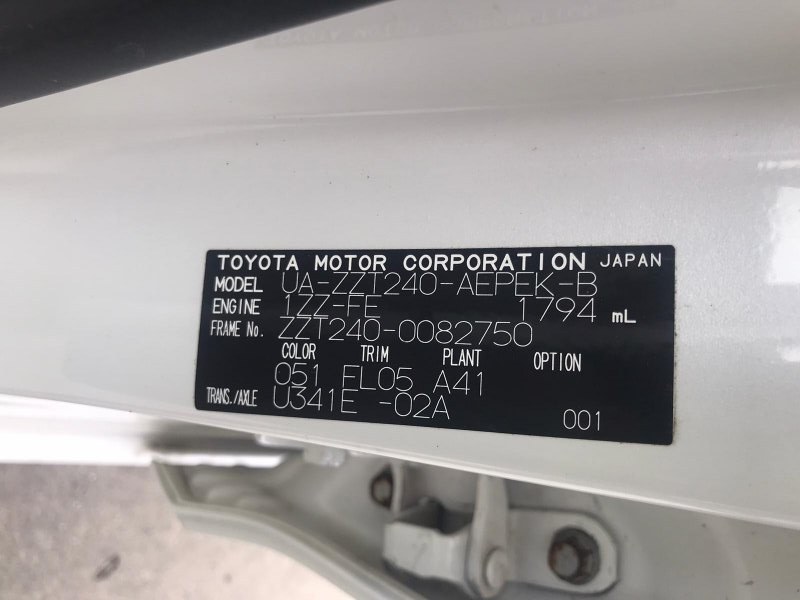 TOYOTA MOTOR CORPORATION JAPAN
MODEL UA-ZZT240-AEPEK-B
ENGINE 1ZZ-FE 1794 mL
FRAME No. ZZT240-0082750
COLOR TRIM PLANT OPTION
051 FL05 A41
TRANS./AXLE U341E -02A 001